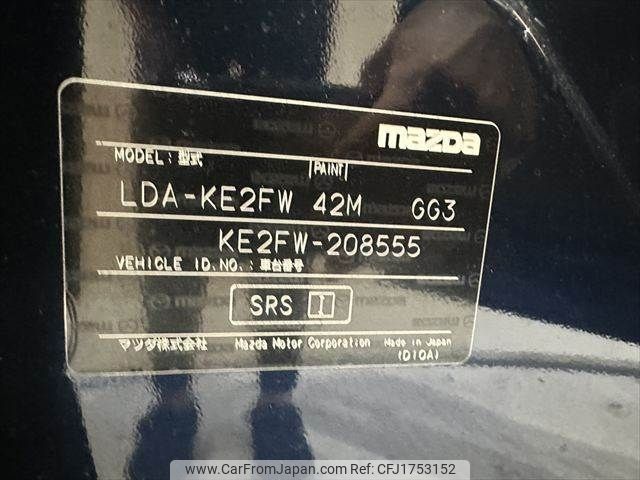 mazda
MODEL: 型式 PAINT
LDA-KE2FW 42M GG3
KE2FW-208555
VEHICLE ID.NO.: 車台番号
SRS I
マツダ株式会社 Mazda Motor Corporation Made in Japan
(D10A)
www.CarFromJapan.com Ref: CFJ1753152